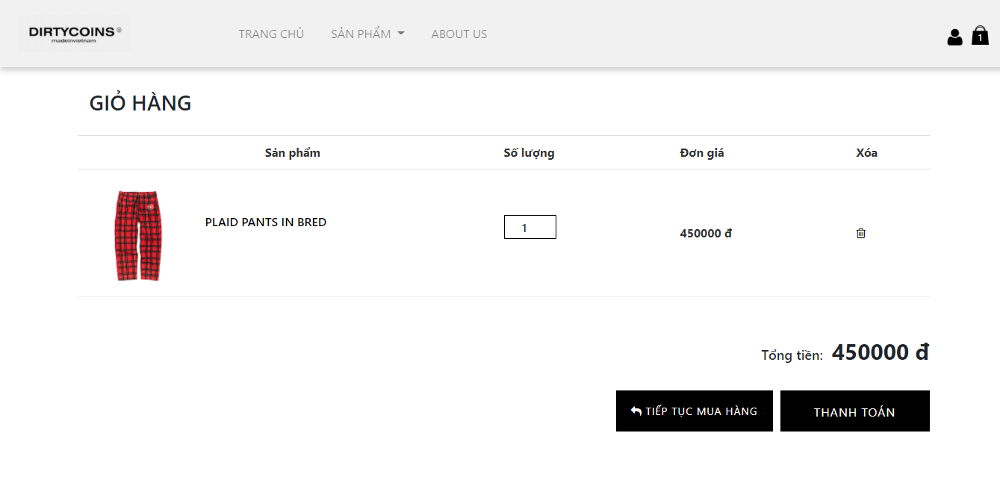 DIRTYCOINS®
madeinvietnam
TRANG CHỦ
SẢN PHẨM
ABOUT US
1
GIỎ HÀNG
Sản phẩm
Số lượng
Đơn giá
Xóa
PLAID PANTS IN BRED
1
450000 đ
Tổng tiền: 450000 đ
TIẾP TỤC MUA HÀNG
THANH TOÁN